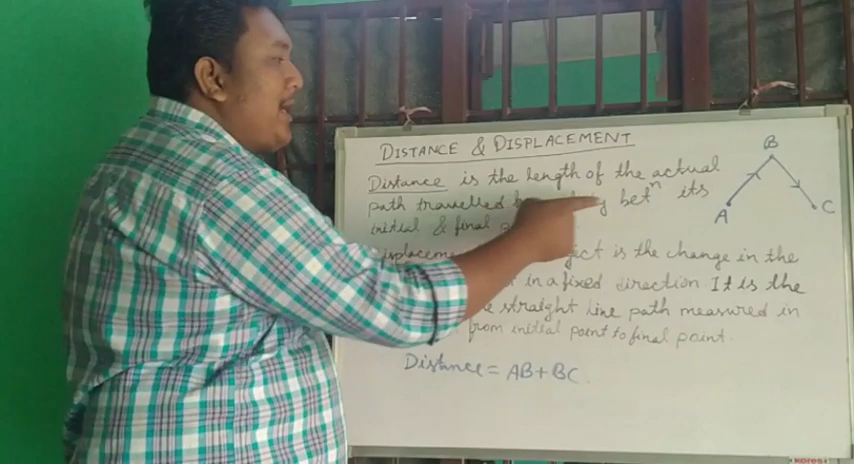 DISTANCE & DISPLACEMENT
Distance is the length of the actual
path travelled betⁿ its
initial & final
is the change in the
in a fixed direction. It is the
straight line path measured in
from initial point to final point.
Distance = AB + BC.
B
A
C
kores